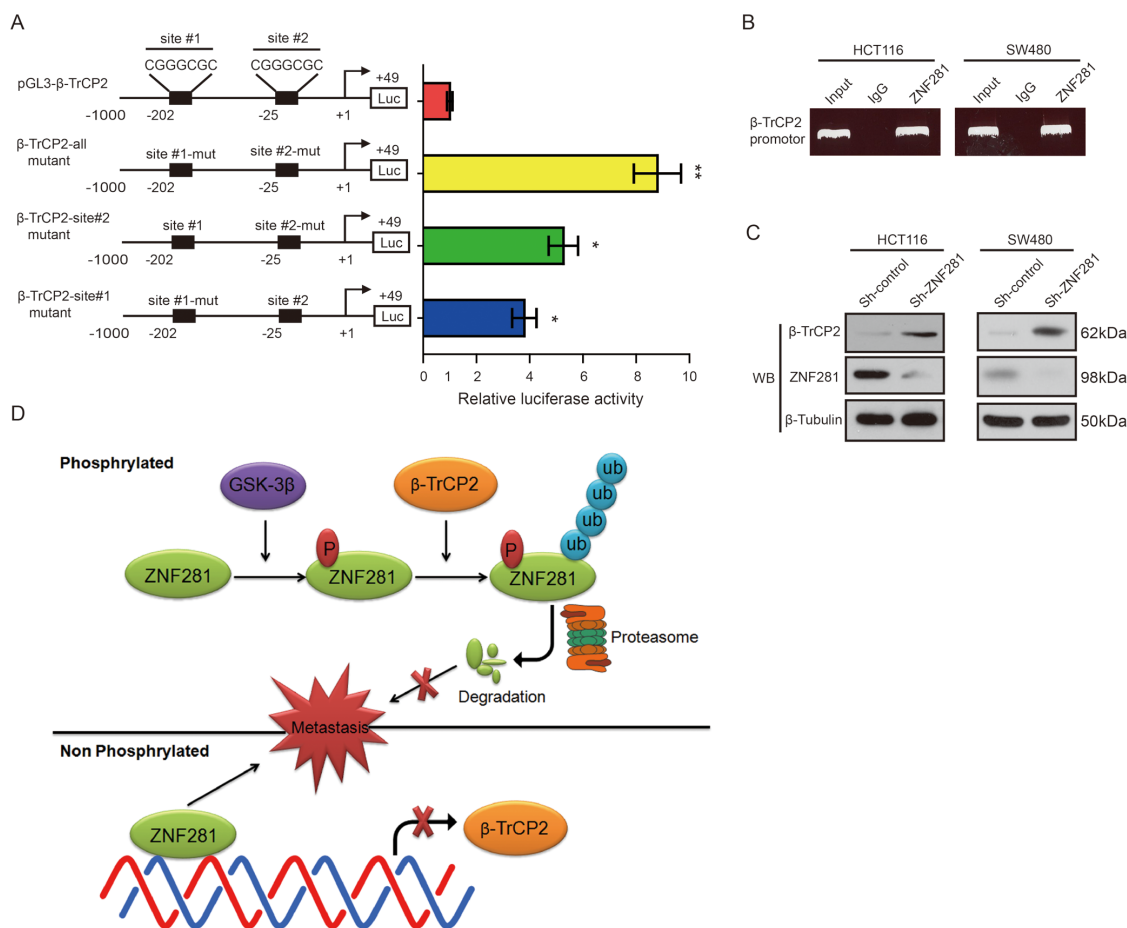 A
site #1 site #2
CGGGCGC CGGGCGC
pGL3-β-TrCP2
+49
Luc
-1000 -202 -25 +1
β-TrCP2-all
mutant
site #1-mut site #2-mut
+49
Luc
-1000 -202 -25 +1
β-TrCP2-site#2
mutant
site #1 site #2-mut
+49
Luc
-1000 -202 -25 +1
β-TrCP2-site#1
mutant
site #1-mut site #2
+49
Luc
-1000 -202 -25 +1
**
*
*
0 1 2 4 6 8 10
Relative luciferase activity
B
HCT116 SW480
Input IgG ZNF281 Input IgG ZNF281
β-TrCP2
promotor
C
HCT116 SW480
Sh-control Sh-ZNF281 Sh-control Sh-ZNF281
WB
β-TrCP2 62kDa
ZNF281 98kDa
β-Tubulin 50kDa
D
Phosphrylated
GSK-3β β-TrCP2
ub
ub
ub
ub
P P
ZNF281 ZNF281 ZNF281
Proteasome
Degradation
Metastasis
Non Phosphrylated
ZNF281
β-TrCP2